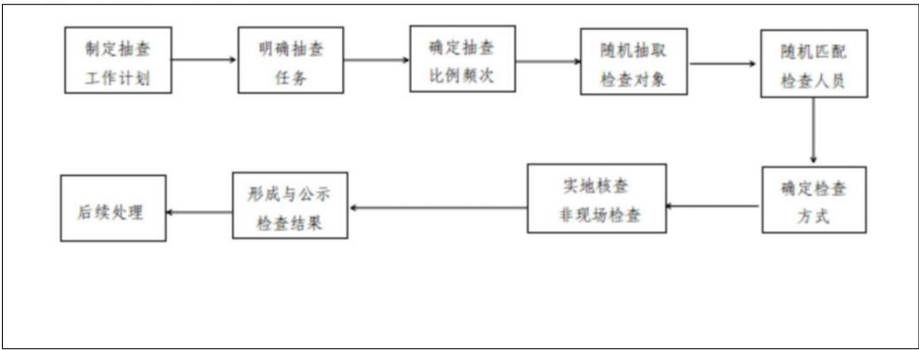 制定抽查
工作计划
明确抽查
任务
确定抽查
比例频次
随机抽取
检查对象
随机匹配
检查人员
确定检查
方式
实地核查
非现场检查
形成与公示
检查结果
后续处理